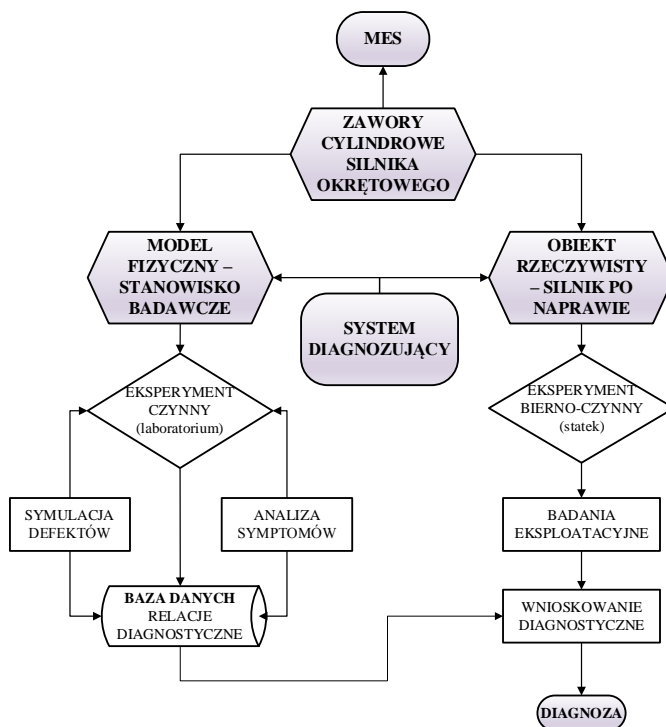 MES
ZAWORY
CYLINDROWE
SILNIKA
OKRĘTOWEGO
MODEL
FIZYCZNY –
STANOWISKO
BADAWCZE
OBIEKT
RZECZYWISTY
– SILNIK PO
NAPRAWIE
SYSTEM
DIAGNOZUJĄCY
EKSPERYMENT
CZYNNY
(laboratorium)
EKSPERYMENT
BIERNO-CZYNNY
(statek)
SYMULACJA
DEFEKTÓW
ANALIZA
SYMPTOMÓW
BADANIA
EKSPLOATACYJNE
BAZA DANYCH
RELACJE
DIAGNOSTYCZNE
WNIOSKOWANIE
DIAGNOSTYCZNE
DIAGNOZA